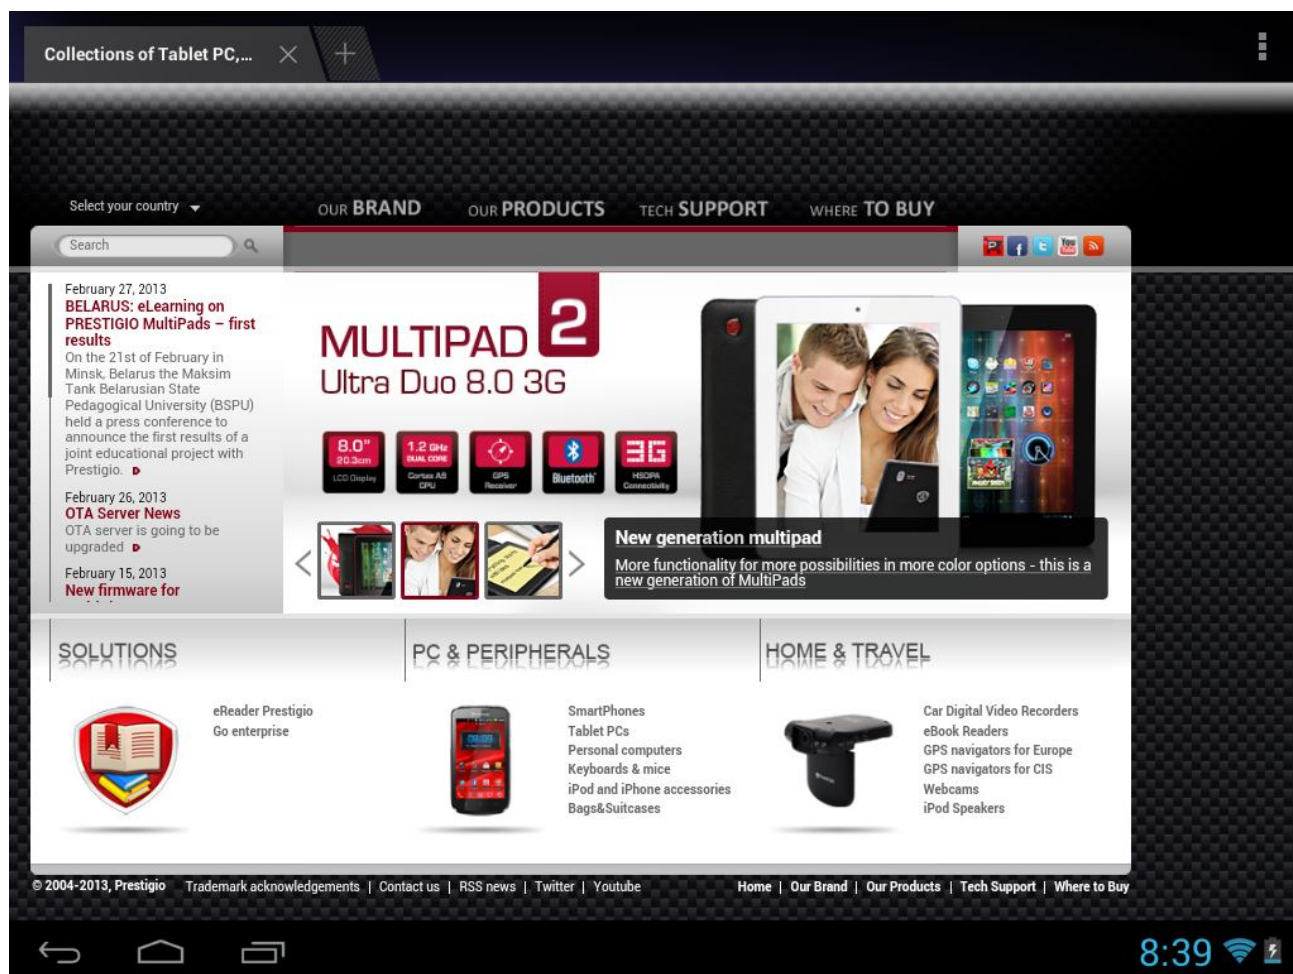 Collections of Tablet PC,...
Select your country
OUR BRAND
OUR PRODUCTS
TECH SUPPORT
WHERE TO BUY
Search
You
Tube
February 27, 2013
BELARUS: eLearning on
PRESTIGIO MultiPads – first
results
On the 21st of February in
Minsk, Belarus the Maksim
Tank Belarusian State
Pedagogical University (BSPU)
held a press conference to
announce the first results of a
joint educational project with
Prestigio.
February 26, 2013
OTA Server News
OTA server is going to be
upgraded
February 15, 2013
New firmware for
MULTIPAD 2
Ultra Duo 8.0 3G
8.0"
20.3cm
LCD Display
1.2 GHz
DUAL CORE
Cortex A9
CPU
GPS
Receiver
Bluetooth
3G
HSDPA
Connectivity
New generation multipad
More functionality for more possibilities in more color options - this is a
new generation of MultiPads
SOLUTIONS
eReader Prestigio
Go enterprise
PC & PERIPHERALS
08:09
SmartPhones
Tablet PCs
Personal computers
Keyboards & mice
iPod and iPhone accessories
Bags&Suitcases
HOME & TRAVEL
Car Digital Video Recorders
eBook Readers
GPS navigators for Europe
GPS navigators for CIS
Webcams
iPod Speakers
© 2004-2013, Prestigio Trademark acknowledgements | Contact us | RSS news | Twitter | Youtube
Home | Our Brand | Our Products | Tech Support | Where to Buy
8:39